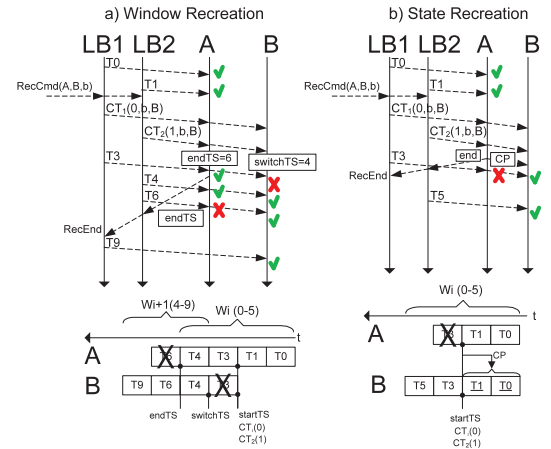 a) Window Recreation
LB1 LB2 A B
T0
RecCmd(A,B,b)
T1
CT1(0,b,B)
CT2(1,b,B)
endTS=6
switchTS=4
T3
T4
T6
endTS
RecEnd
T9
Wi+1(4-9)
Wi (0-5)
t
A
T6 T4 T3 T1 T0
B
T9 T6 T4 T3
endTS switchTS startTS
CT1(0)
CT2(1)
b) State Recreation
LB1 LB2 A B
T0
RecCmd(A,B,b)
T1
CT1(0,b,B)
CT2(1,b,B)
end
CP
T3
RecEnd
T5
Wi (0-5)
t
A
T3 T1 T0
CP
B
T5 T3 T1 T0
startTS
CT1(0)
CT2(1)